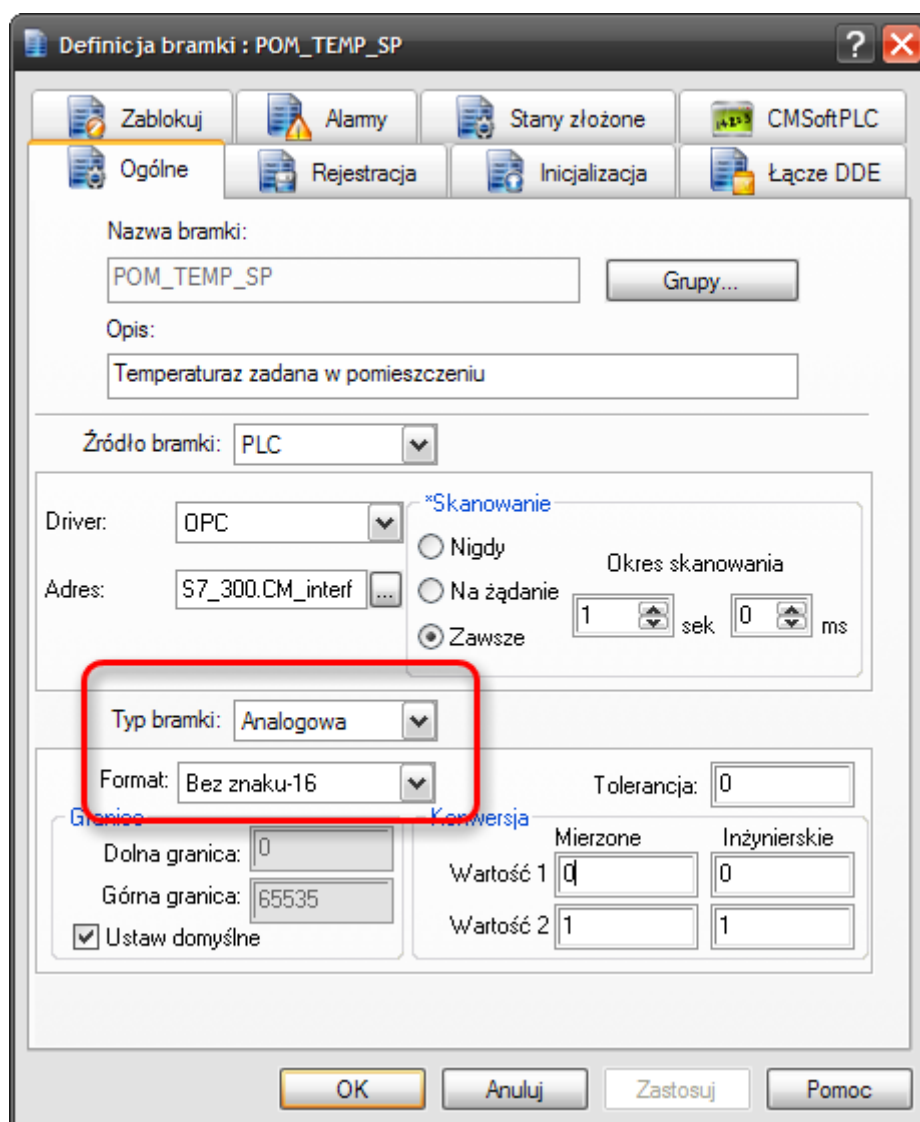 Definicja bramki : POM_TEMP_SP
Zablokuj Alarmy Stany złożone CMSoftPLC
Ogólne Rejestracja Inicjalizacja Łącze DDE
Nazwa bramki:
POM_TEMP_SP Grupy...
Opis:
Temperaturaz zadana w pomieszczeniu
Źródło bramki: PLC
*Skanowanie
Driver: OPC
Nigdy
Okres skanowania
Adres: S7_300.CM_interf ... Na żądanie
1 sek 0 ms
Zawsze
Typ bramki: Analogowa
Format: Bez znaku-16 Tolerancja: 0
Granice Konwersja
Mierzone Inżynierskie
Dolna granica: 0 Wartość 1 0 0
Górna granica: 65535
Wartość 2 1 1
Ustaw domyślne
OK Anuluj Zastosuj Pomoc